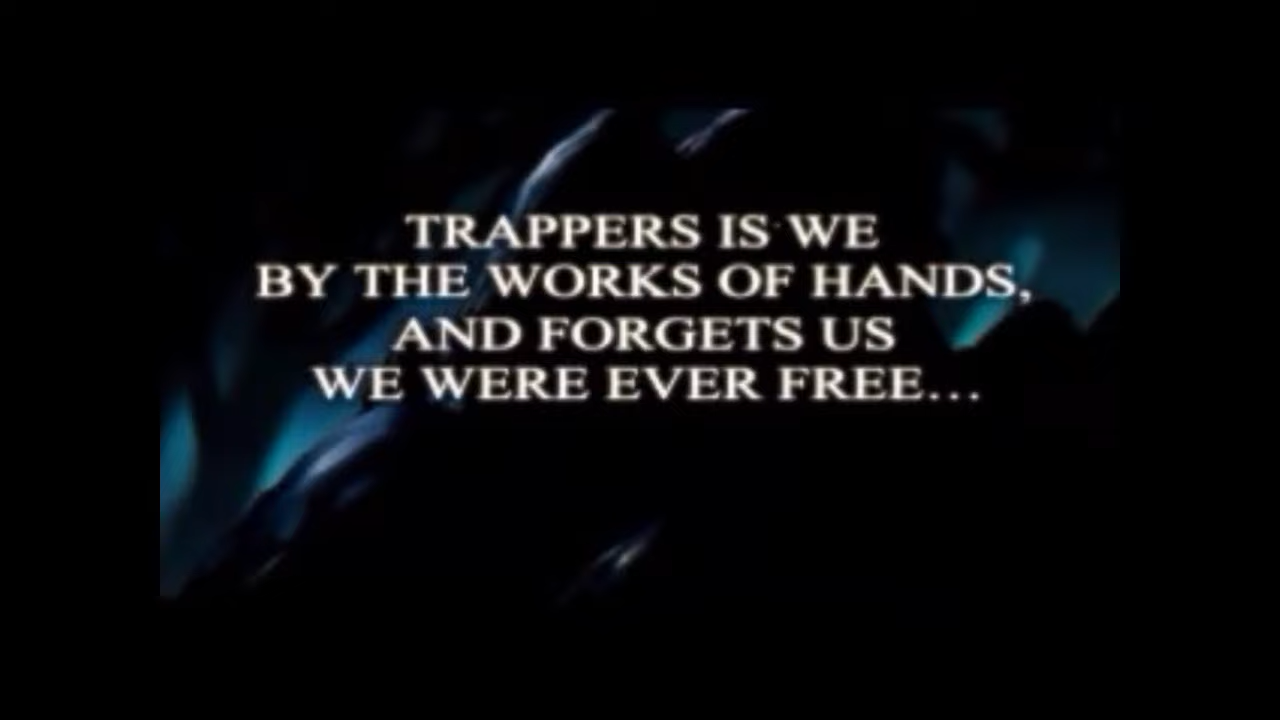 TRAPPERS IS WE
BY THE WORKS OF HANDS,
AND FORGETS US
WE WERE EVER FREE...